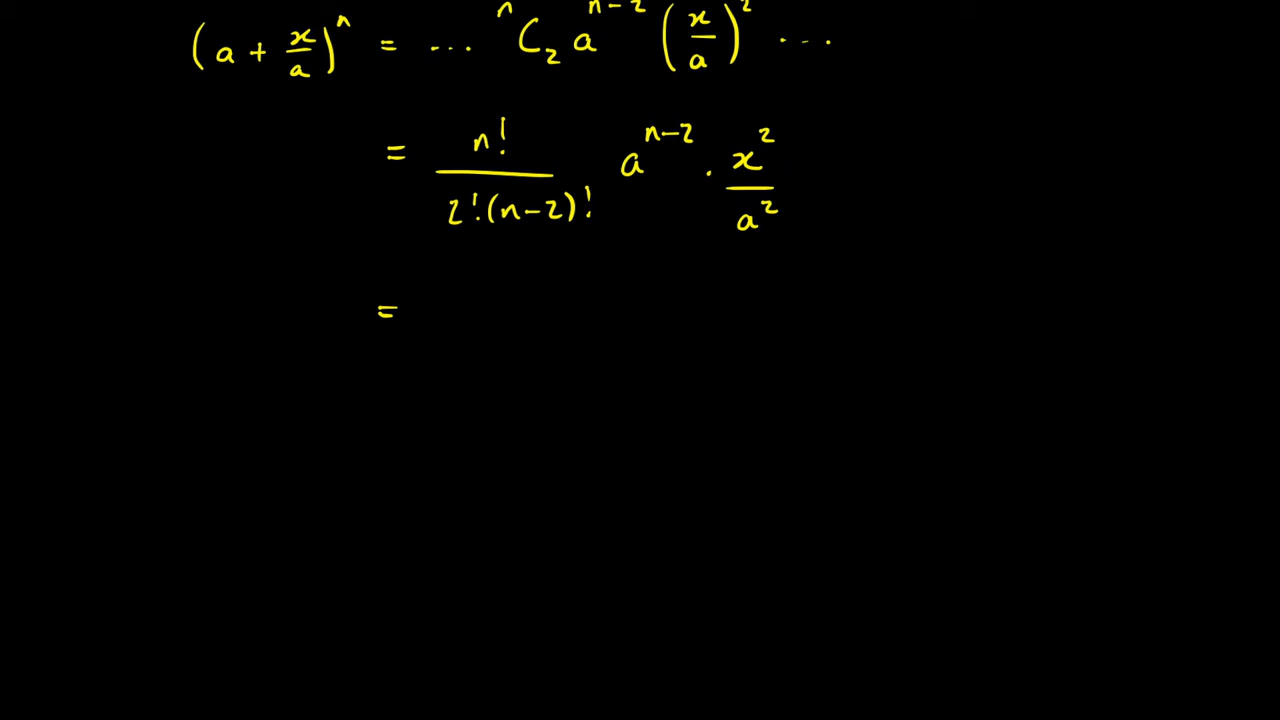 (a + x/a)^n = ... ^nC_2 a^{n-2} (x/a)^2 ...
= n!/(2!(n-2)!) a^{n-2} · x^2/a^2
=